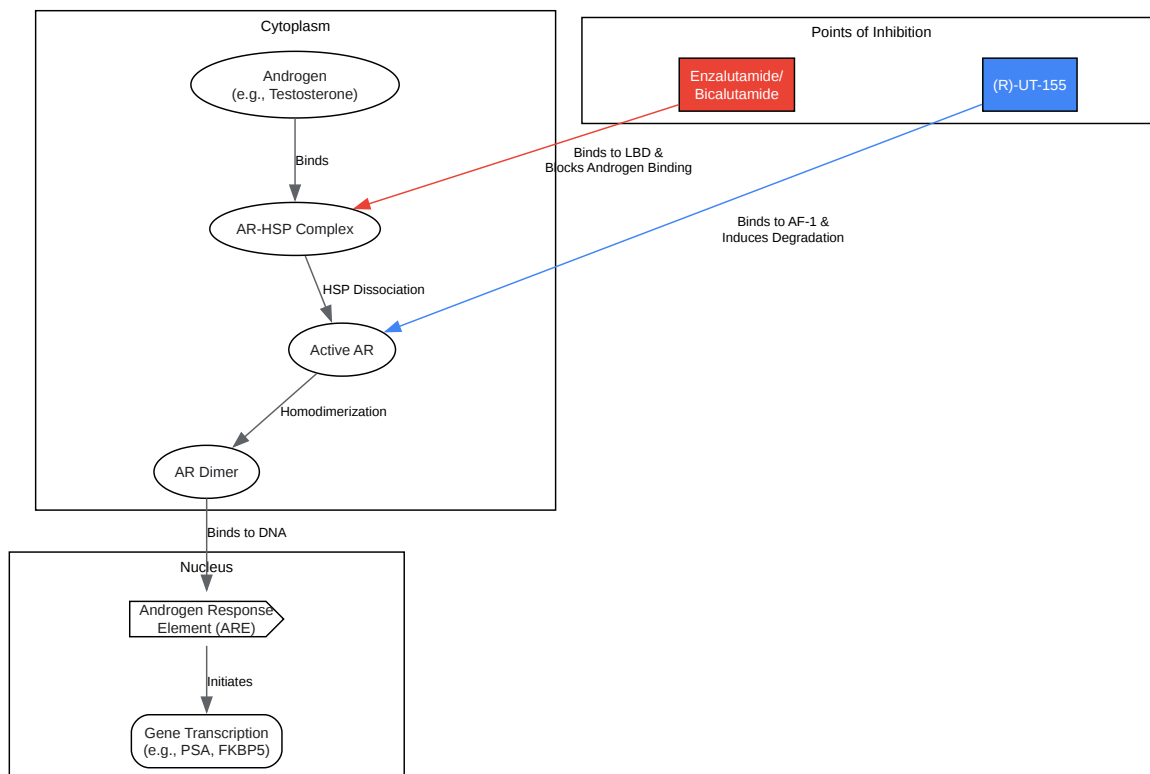 Cytoplasm
Points of Inhibition
Androgen
(e.g., Testosterone)
Enzalutamide/
Bicalutamide
(R)-UT-155
Binds
Binds to LBD &
Blocks Androgen Binding
AR-HSP Complex
Binds to AF-1 &
Induces Degradation
HSP Dissociation
Active AR
Homodimerization
AR Dimer
Binds to DNA
Nucleus
Androgen Response
Element (ARE)
Initiates
Gene Transcription
(e.g., PSA, FKBP5)